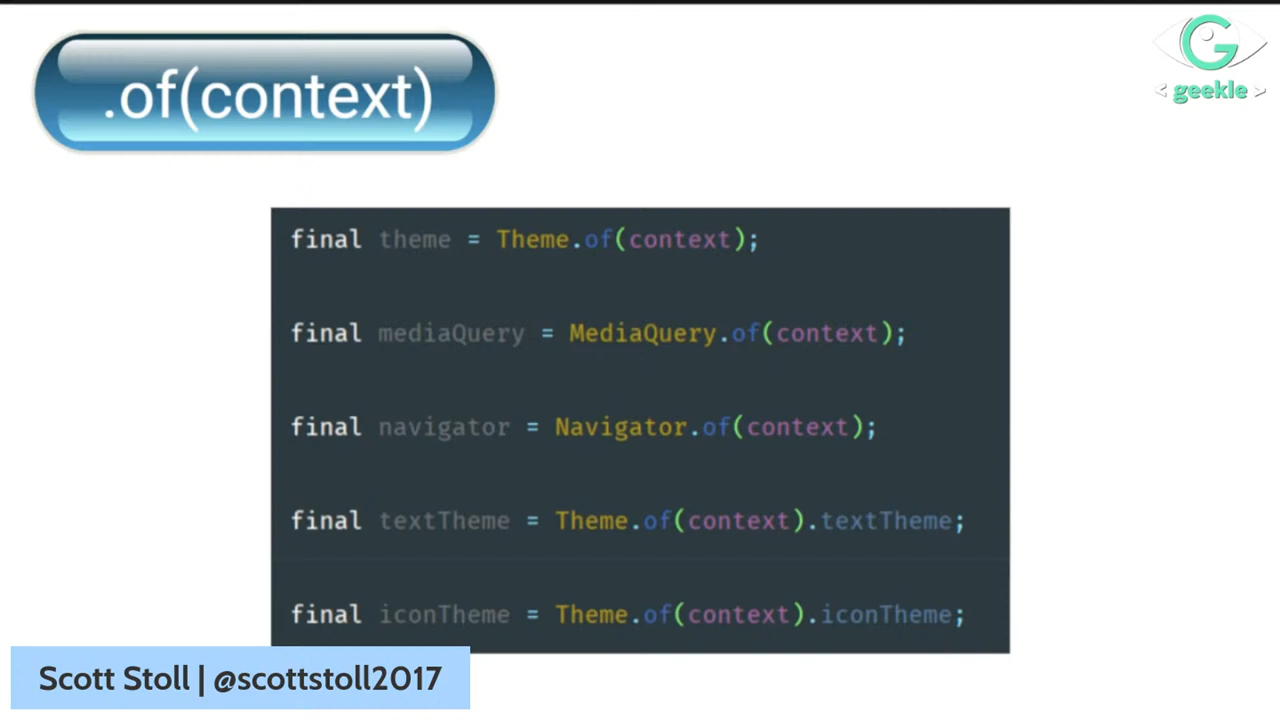 .of(context)
G
< geekle >
final theme = Theme.of(context);
final mediaQuery = MediaQuery.of(context);
final navigator = Navigator.of(context);
final textTheme = Theme.of(context).textTheme;
final iconTheme = Theme.of(context).iconTheme;
Scott Stoll | @scottstoll2017